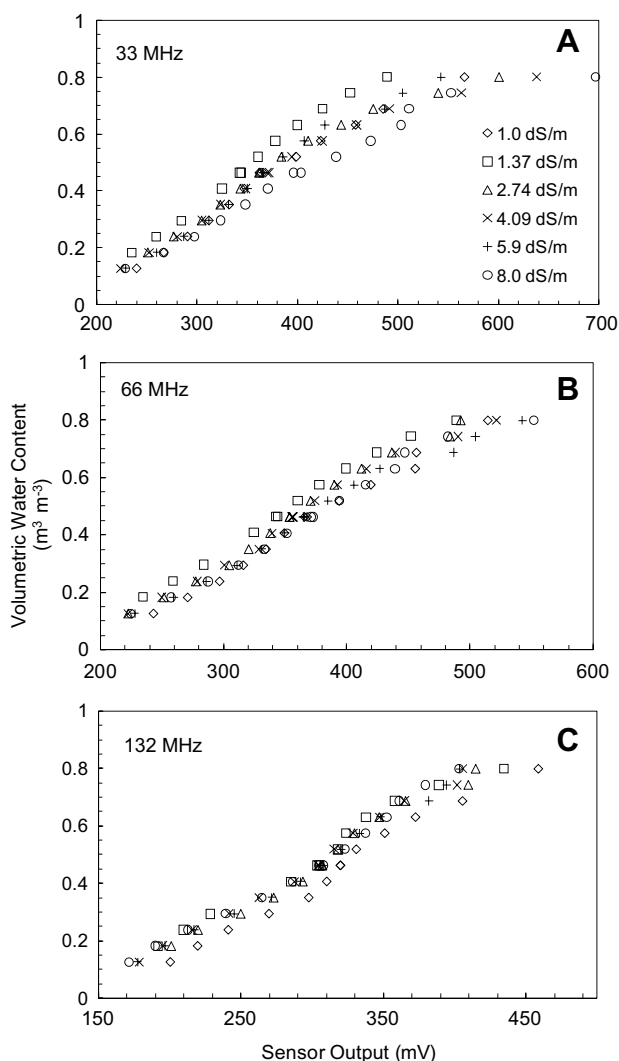 33 MHz
A
1
0.8
0.6
0.4
0.2
0
200 300 400 500 600 700
◇ 1.0 dS/m
□ 1.37 dS/m
△ 2.74 dS/m
× 4.09 dS/m
+ 5.9 dS/m
○ 8.0 dS/m
66 MHz
B
1
0.8
0.6
0.4
0.2
0
200 300 400 500 600
Volumetric Water Content
(m³ m⁻³)
132 MHz
C
1
0.8
0.6
0.4
0.2
0
150 250 350 450
Sensor Output (mV)